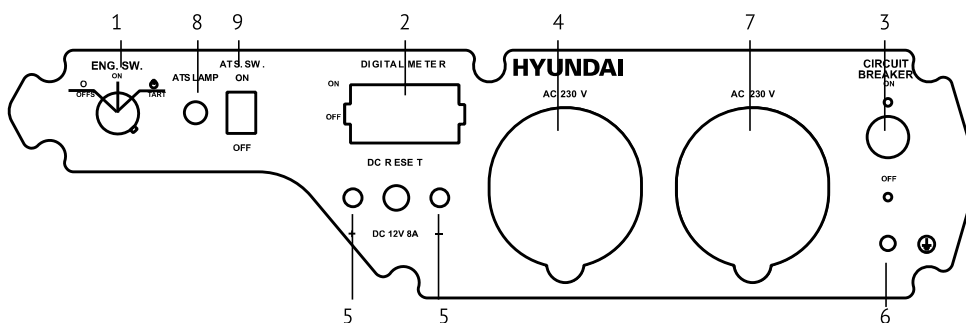 1 8 9 2 4 7 3
ENG. SW.
ON
OFFS TART
ATS LAMP
ATS. SW.
ON
OFF
DIGITAL METER
ON
OFF
DC RESET
+ DC 12V 8A -
HYUNDAI
AC 230 V
AC 230 V
CIRCUIT
BREAKER
ON
OFF
5 5 6